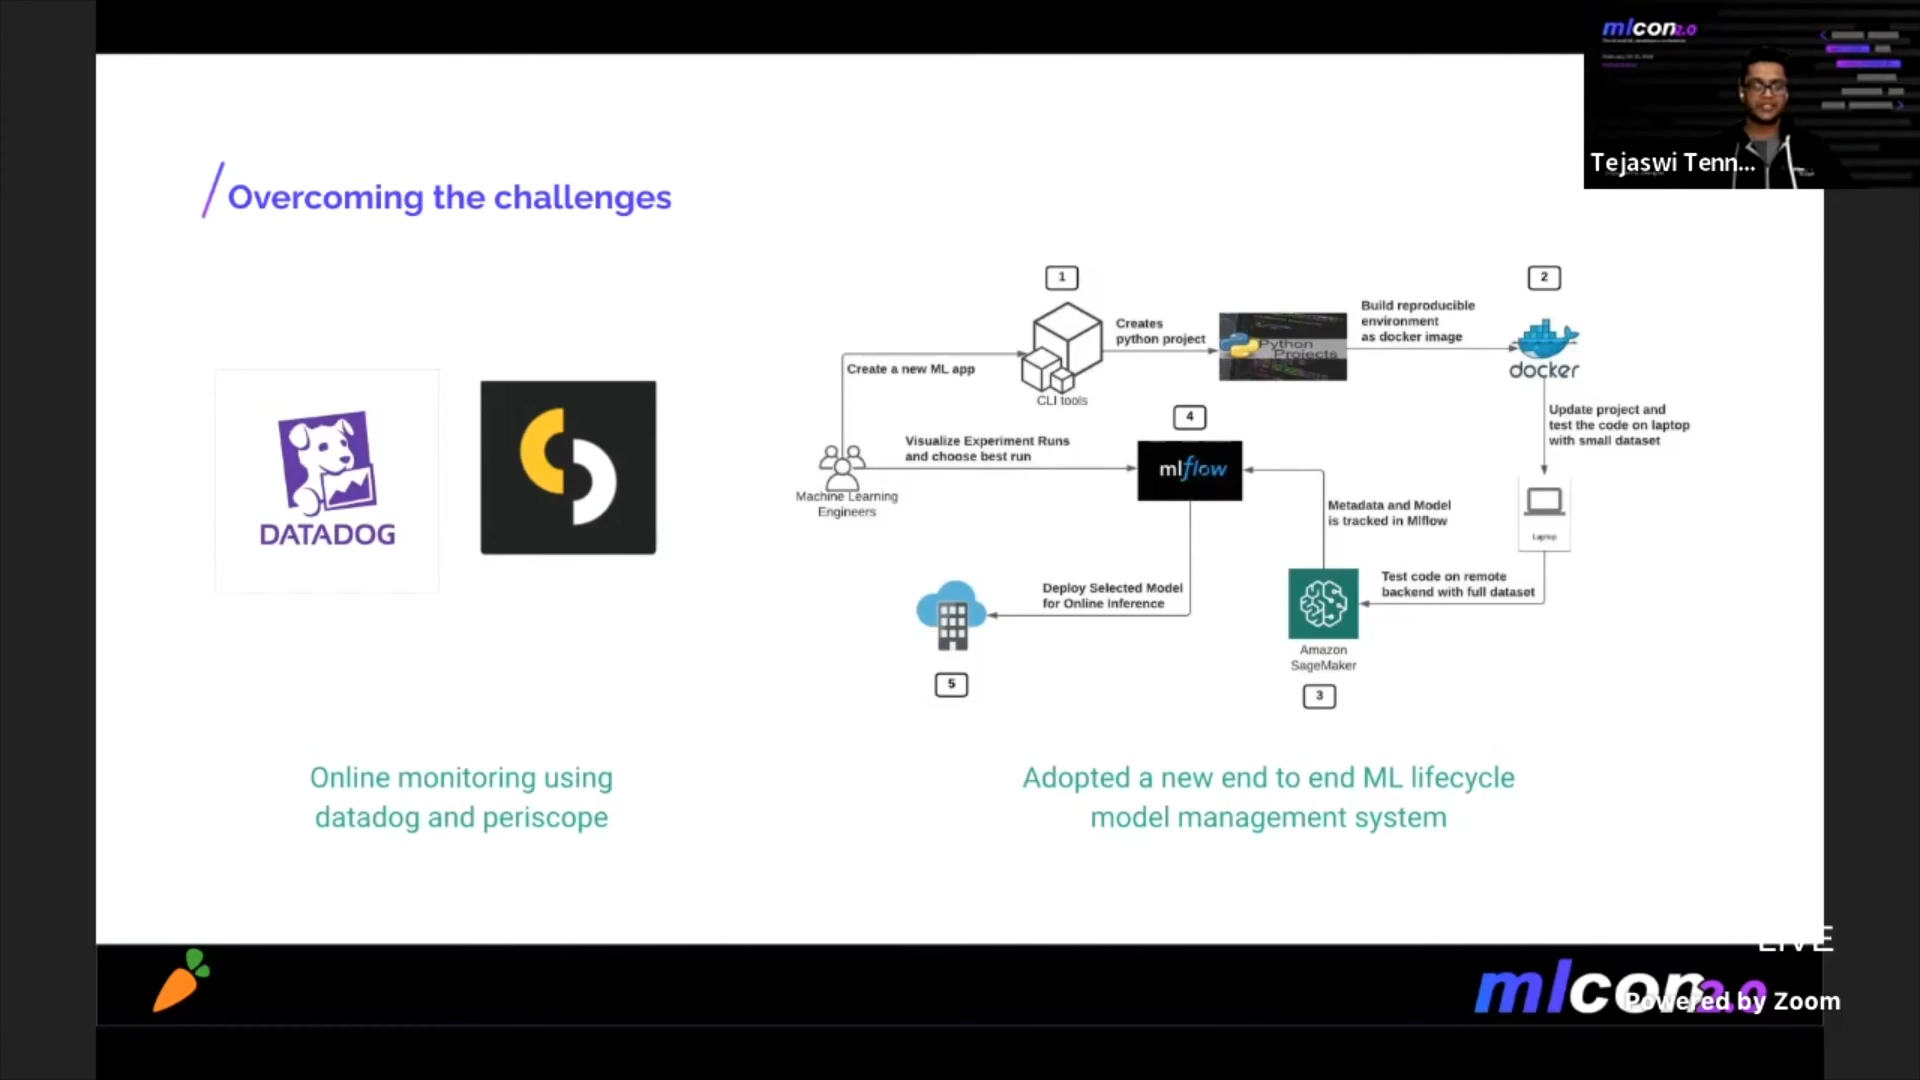 mlcon2.0
Tejaswi Tenn...
Overcoming the challenges
1
2
Creates
python project
Build reproducible
environment
as docker image
Python
Projects
docker
Create a new ML app
CLI tools
4
Update project and
test the code on laptop
with small dataset
Visualize Experiment Runs
and choose best run
mlflow
Machine Learning
Engineers
Metadata and Model
is tracked in Mlflow
Laptop
DATADOG
Deploy Selected Model
for Online Inference
Test code on remote
backend with full dataset
Amazon
SageMaker
5
3
Online monitoring using
datadog and periscope
Adopted a new end to end ML lifecycle
model management system
LIVE
mlcon2.0
Powered by Zoom